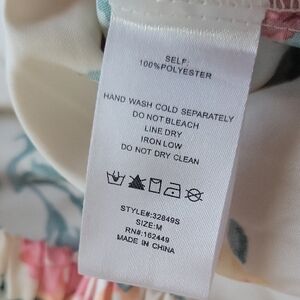 SELF:
100%POLYESTER
HAND WASH COLD SEPARATELY
DO NOT BLEACH
LINE DRY
IRON LOW
DO NOT DRY CLEAN
STYLE#:32849S
SIZE:M
RN#:162449
MADE IN CHINA